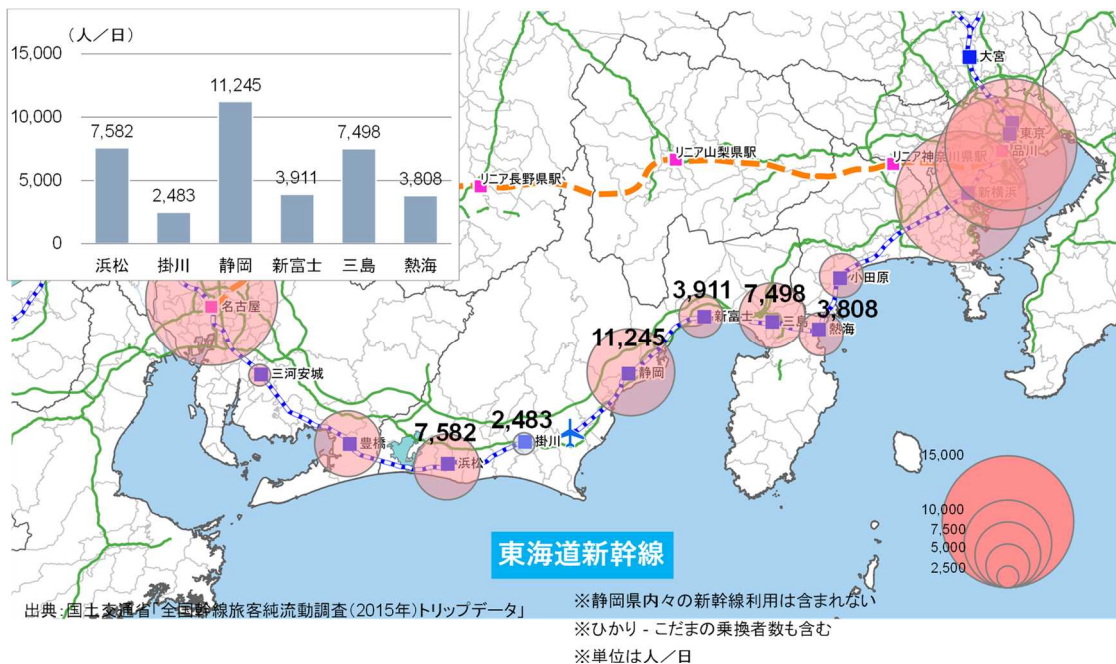 （人／日）
15,000
10,000
5,000
0
7,582
2,483
11,245
3,911
7,498
3,808
浜松
掛川
静岡
新富士
三島
熱海
大宮
東京
品川
リニア神奈川県駅
リニア山梨県駅
リニア長野県駅
新横浜
小田原
3,808
熱海
7,498
三島
3,911
新富士
11,245
静岡
2,483
掛川
7,582
浜松
豊橋
三河安城
名古屋
15,000
10,000
7,500
5,000
2,500
東海道新幹線
出典：国土交通省「全国幹線旅客純流動調査（2015年）トリップデータ」
※静岡県内々の新幹線利用は含まれない
※ひかり - こだまの乗換者数も含む
※単位は人／日